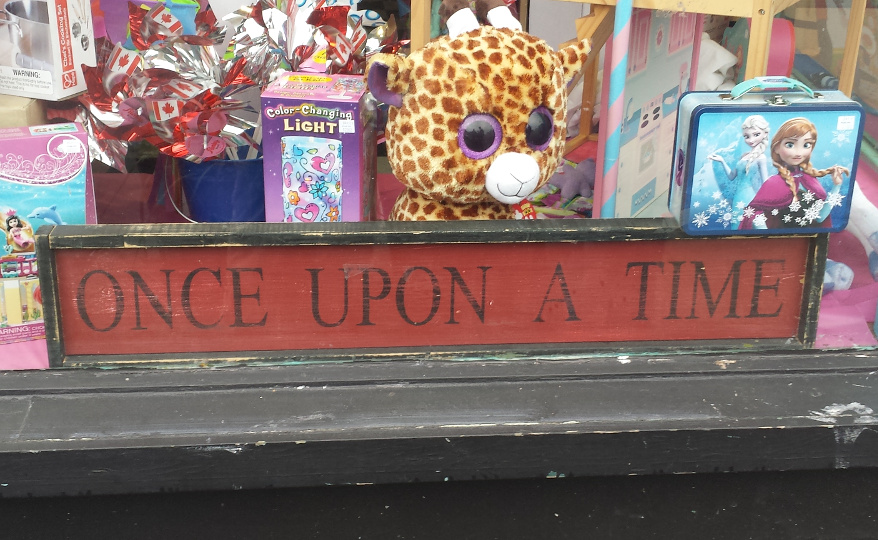 WARNING:
Color-Changing
LIGHT
ONCE UPON A TIME